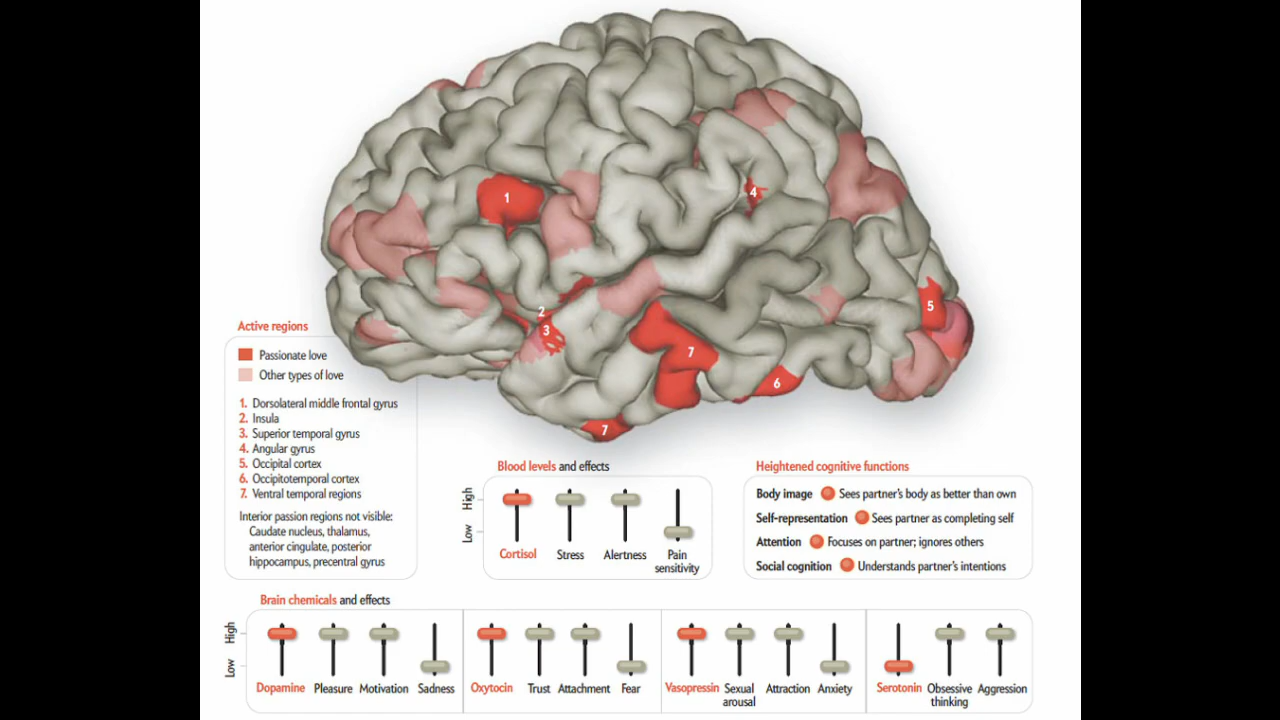 1
4
2
3
5
7
6
7
Active regions
Passionate love
Other types of love
1. Dorsolateral middle frontal gyrus
2. Insula
3. Superior temporal gyrus
4. Angular gyrus
5. Occipital cortex
6. Occipitotemporal cortex
7. Ventral temporal regions
Interior passion regions not visible:
Caudate nucleus, thalamus,
anterior cingulate, posterior
hippocampus, precentral gyrus
Blood levels and effects
High
Low
Cortisol Stress Alertness Pain
sensitivity
Heightened cognitive functions
Body image Sees partner's body as better than own
Self-representation Sees partner as completing self
Attention Focuses on partner; ignores others
Social cognition Understands partner's intentions
Brain chemicals and effects
High
Low
Dopamine Pleasure Motivation Sadness Oxytocin Trust Attachment Fear Vasopressin Sexual Attraction Anxiety Serotonin Obsessive Aggression
arousal thinking